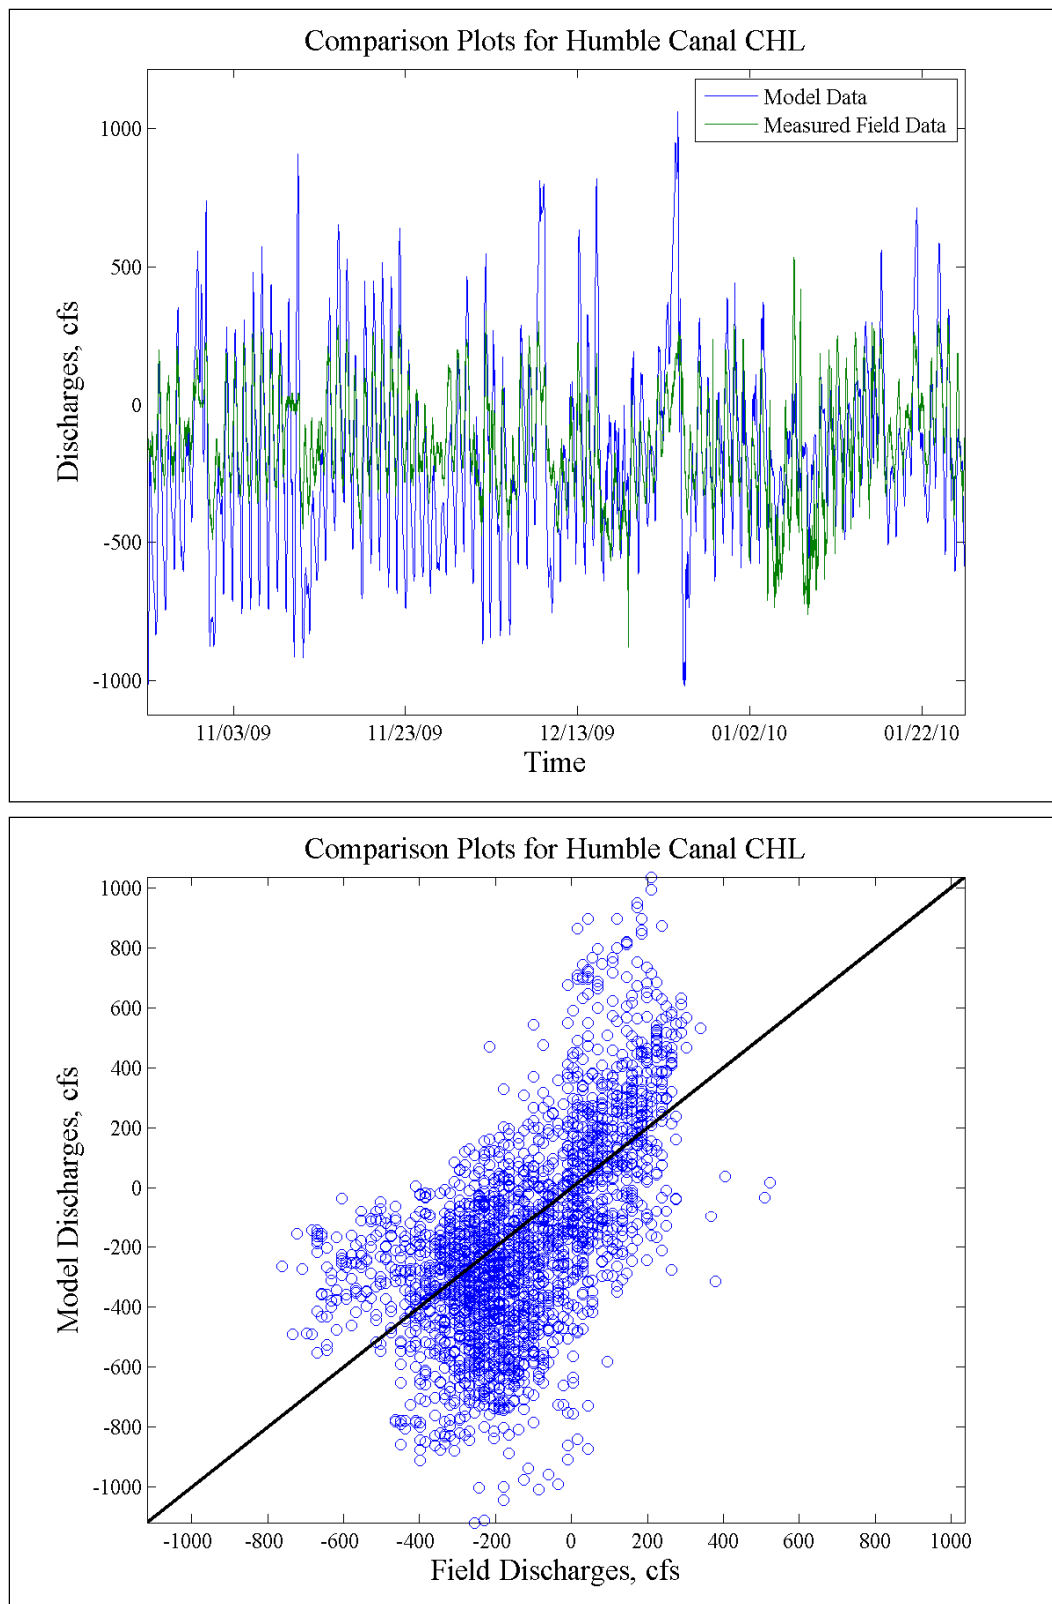 Comparison Plots for Humble Canal CHL
Model Data
Measured Field Data
1000
500
0
-500
-1000
Discharges, cfs
11/03/09 11/23/09 12/13/09 01/02/10 01/22/10
Time
Comparison Plots for Humble Canal CHL
1000
800
600
400
200
0
-200
-400
-600
-800
-1000
Model Discharges, cfs
-1000 -800 -600 -400 -200 0 200 400 600 800 1000
Field Discharges, cfs